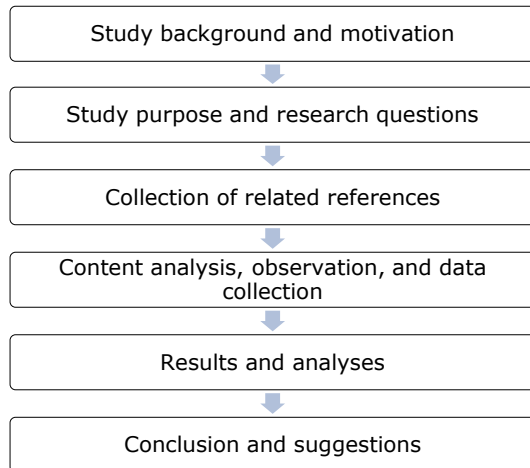 Study background and motivation
Study purpose and research questions
Collection of related references
Content analysis, observation, and data
collection
Results and analyses
Conclusion and suggestions